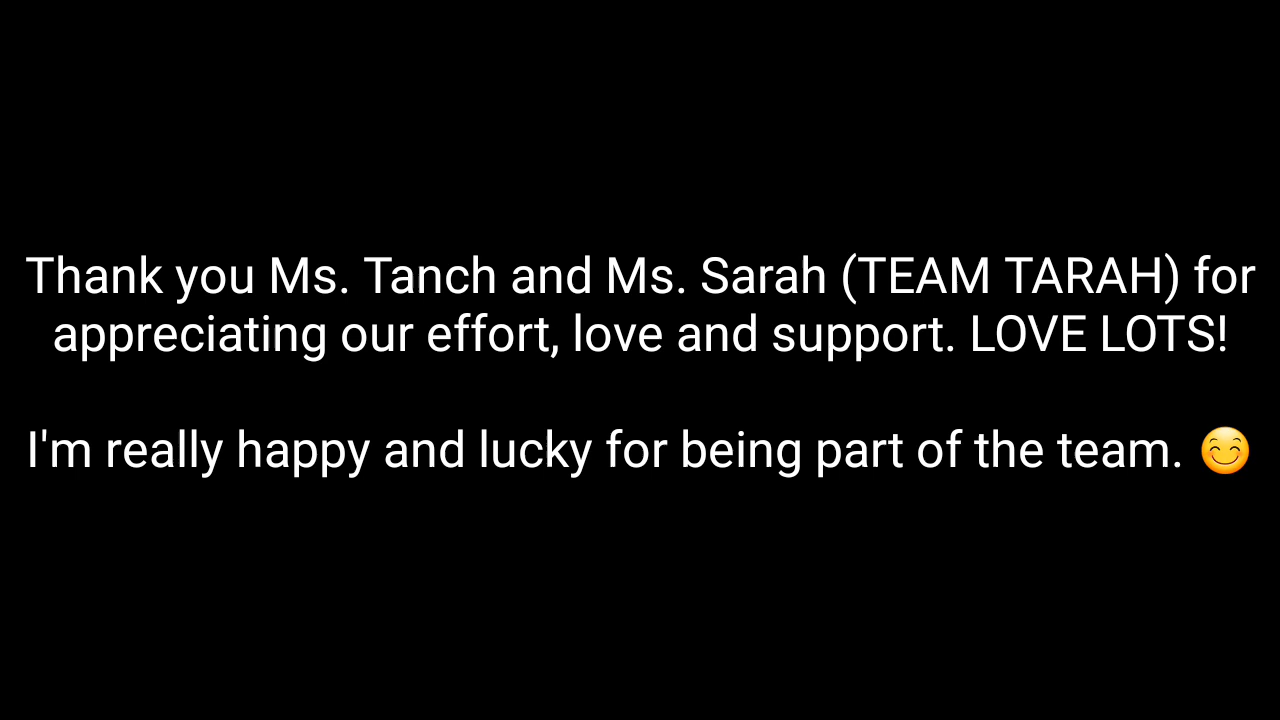 Thank you Ms. Tanch and Ms. Sarah (TEAM TARAH) for
appreciating our effort, love and support. LOVE LOTS!
I'm really happy and lucky for being part of the team. 😊